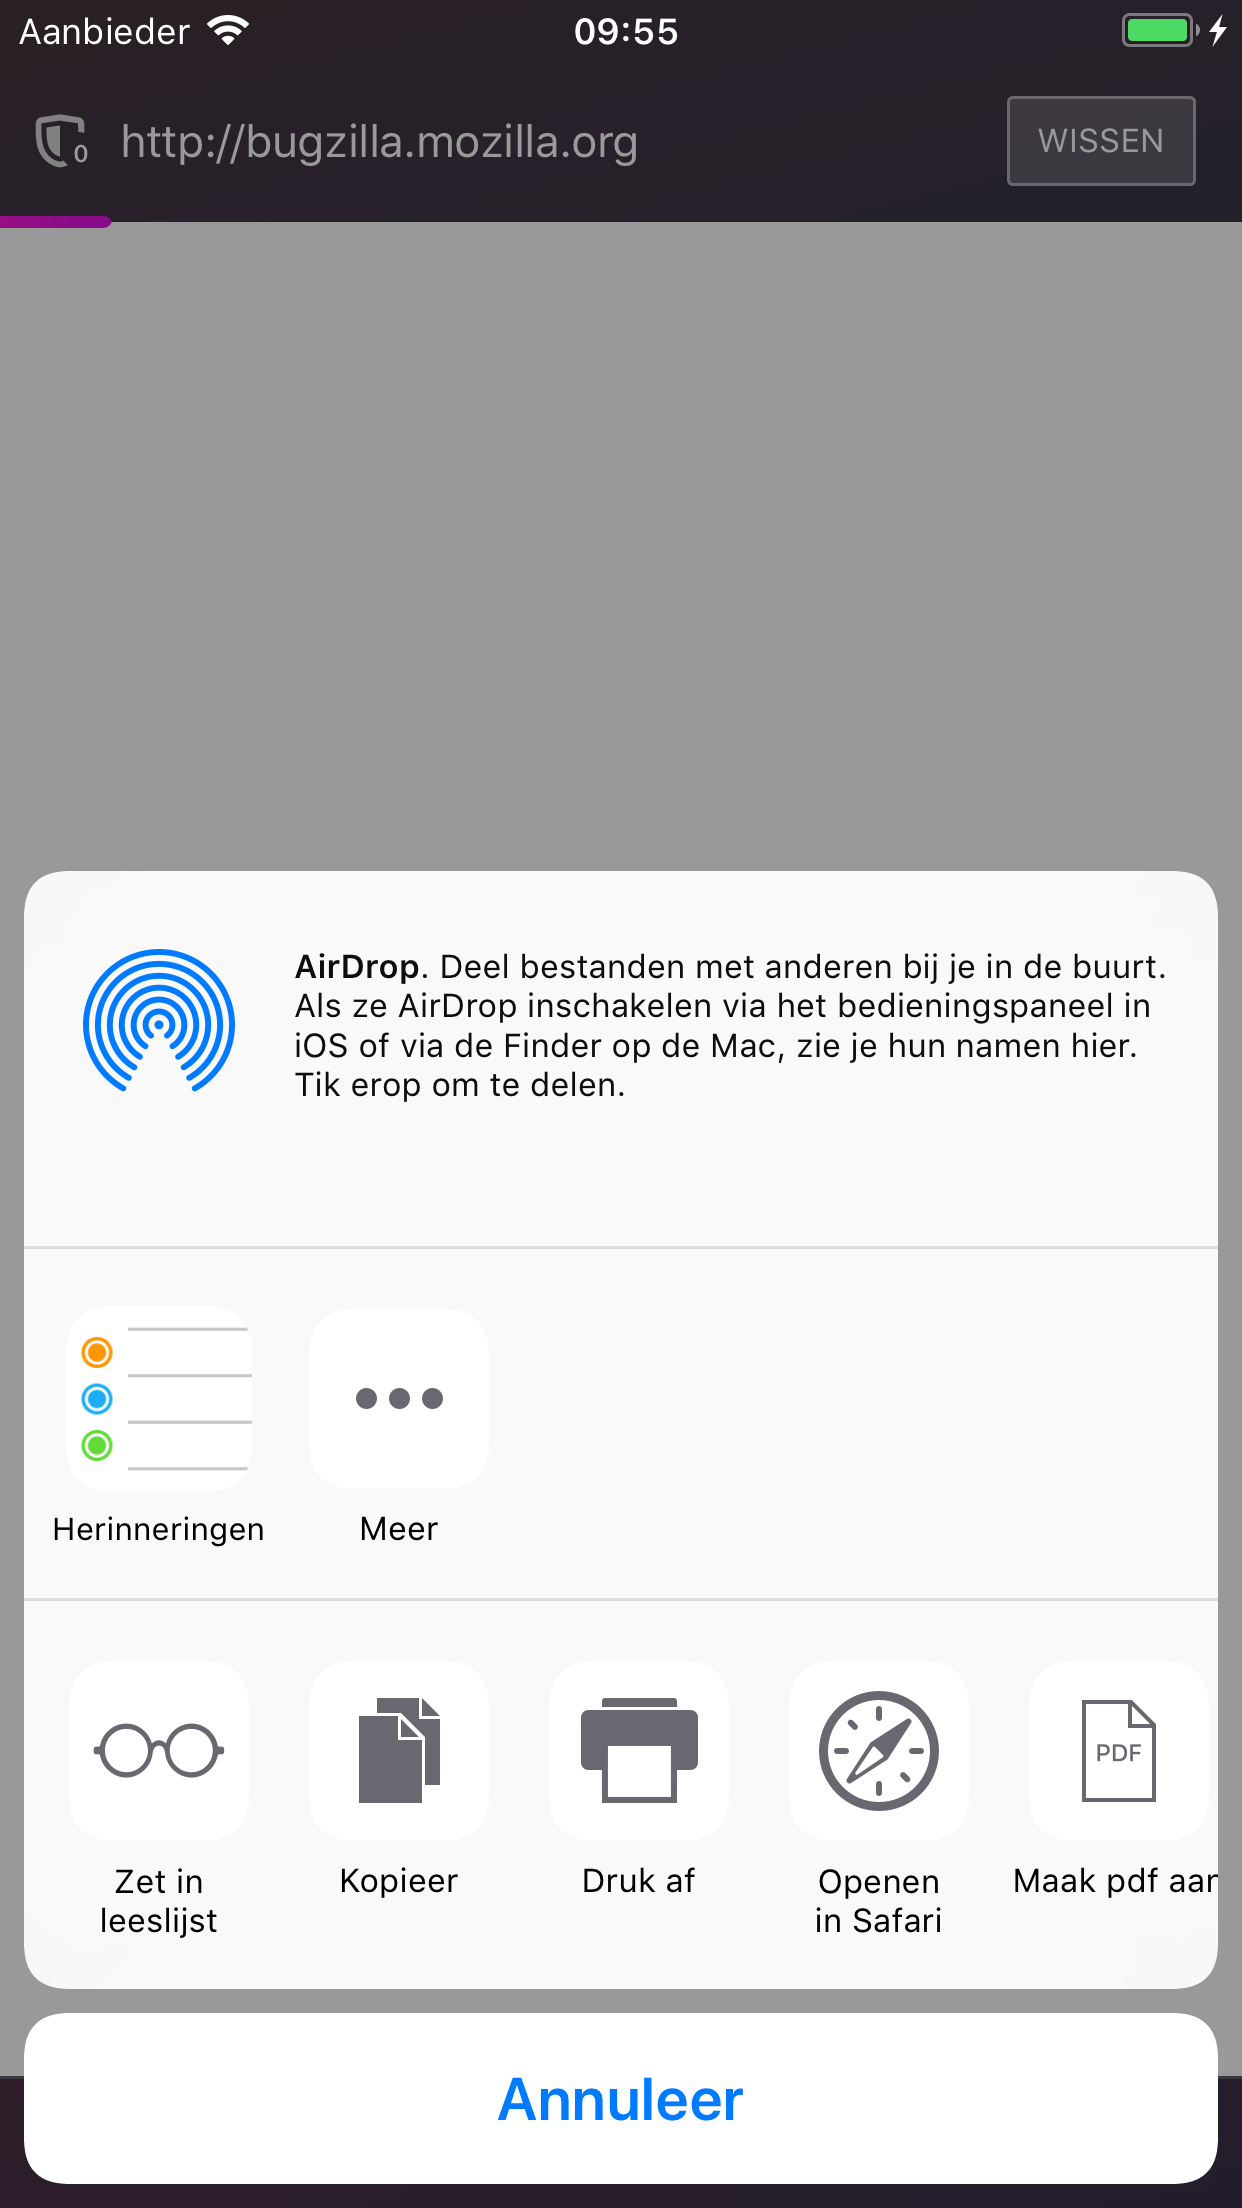 Aanbieder 09:55
0 http://bugzilla.mozilla.org WISSEN
AirDrop. Deel bestanden met anderen bij je in de buurt.
Als ze AirDrop inschakelen via het bedieningspaneel in
iOS of via de Finder op de Mac, zie je hun namen hier.
Tik erop om te delen.
Herinneringen Meer
Zet in
leeslijst
Kopieer
Druk af
Openen
in Safari
PDF
Maak pdf aan
Annuleer